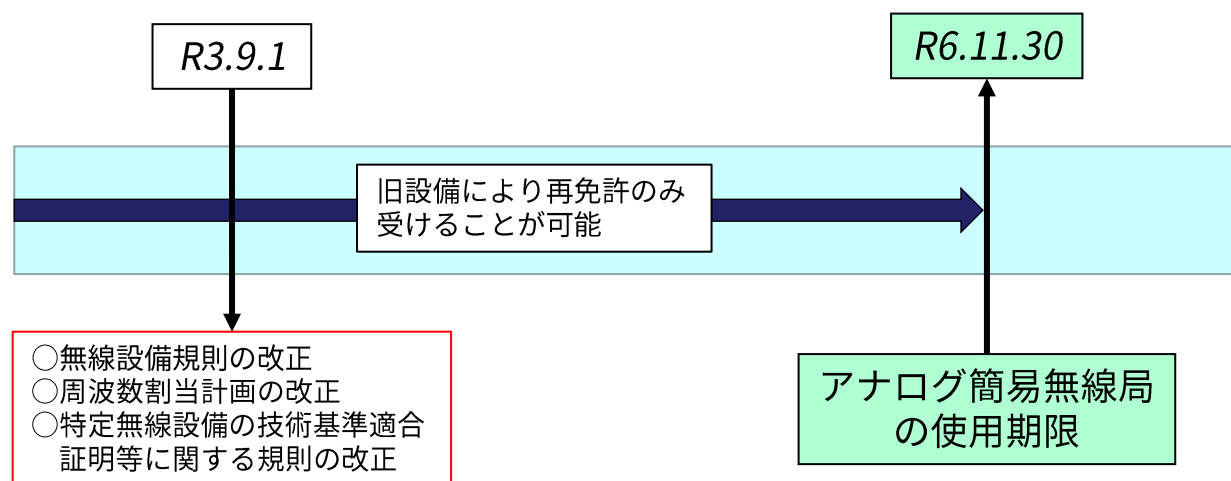 R3.9.1
R6.11.30
旧設備により再免許のみ
受けることが可能
○無線設備規則の改正
○周波数割当計画の改正
○特定無線設備の技術基準適合
証明等に関する規則の改正
アナログ簡易無線局
の使用期限